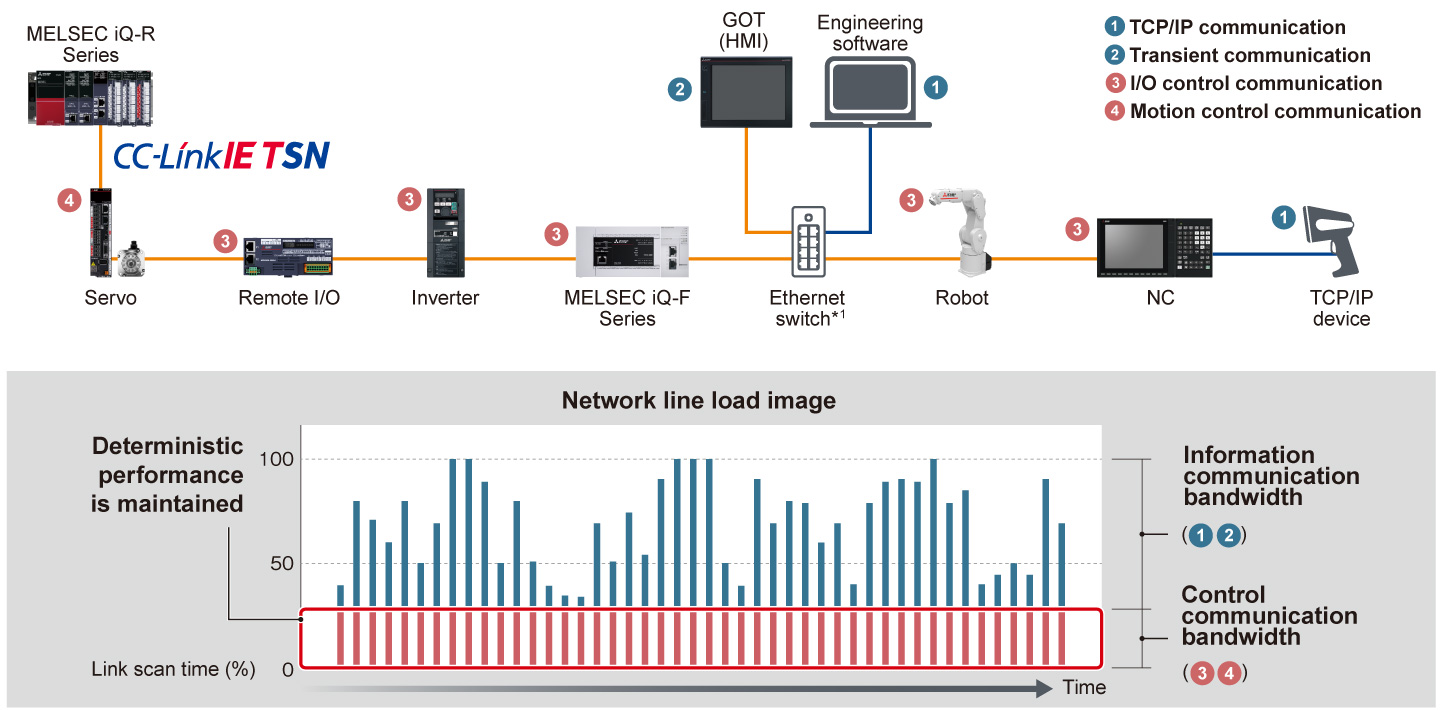 MELSEC iQ-R
Series
GOT
(HMI)
Engineering
software
1 TCP/IP communication
2 Transient communication
3 I/O control communication
4 Motion control communication
2
1
CC-Link IE TSN
4
3
3
3
3
3
1
Servo
Remote I/O
Inverter
MELSEC iQ-F
Series
Ethernet
switch*1
Robot
NC
TCP/IP
device
Network line load image
Deterministic
performance
is maintained
100
50
0
Link scan time (%)
Time
Information
communication
bandwidth
(1 2)
Control
communication
bandwidth
(3 4)